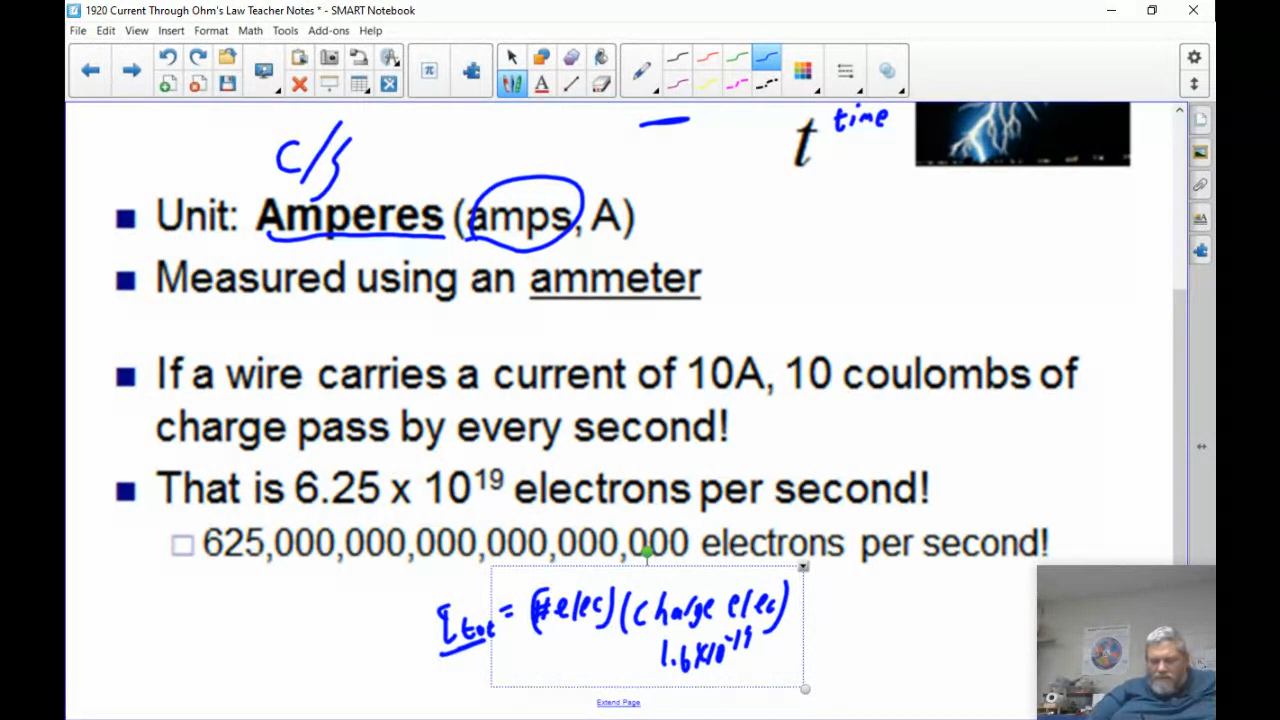 1920 Current Through Ohm's Law Teacher Notes * - SMART Notebook
File Edit View Insert Format Math Tools Add-ons Help
t time
C/s
Unit: Amperes (amps, A)
Measured using an ammeter
If a wire carries a current of 10A, 10 coulombs of
charge pass by every second!
That is 6.25 x 10¹⁹ electrons per second!
625,000,000,000,000,000,000 electrons per second!
q tot = (# elec) (charge elec)
1.6x10⁻¹⁹
Extend Page